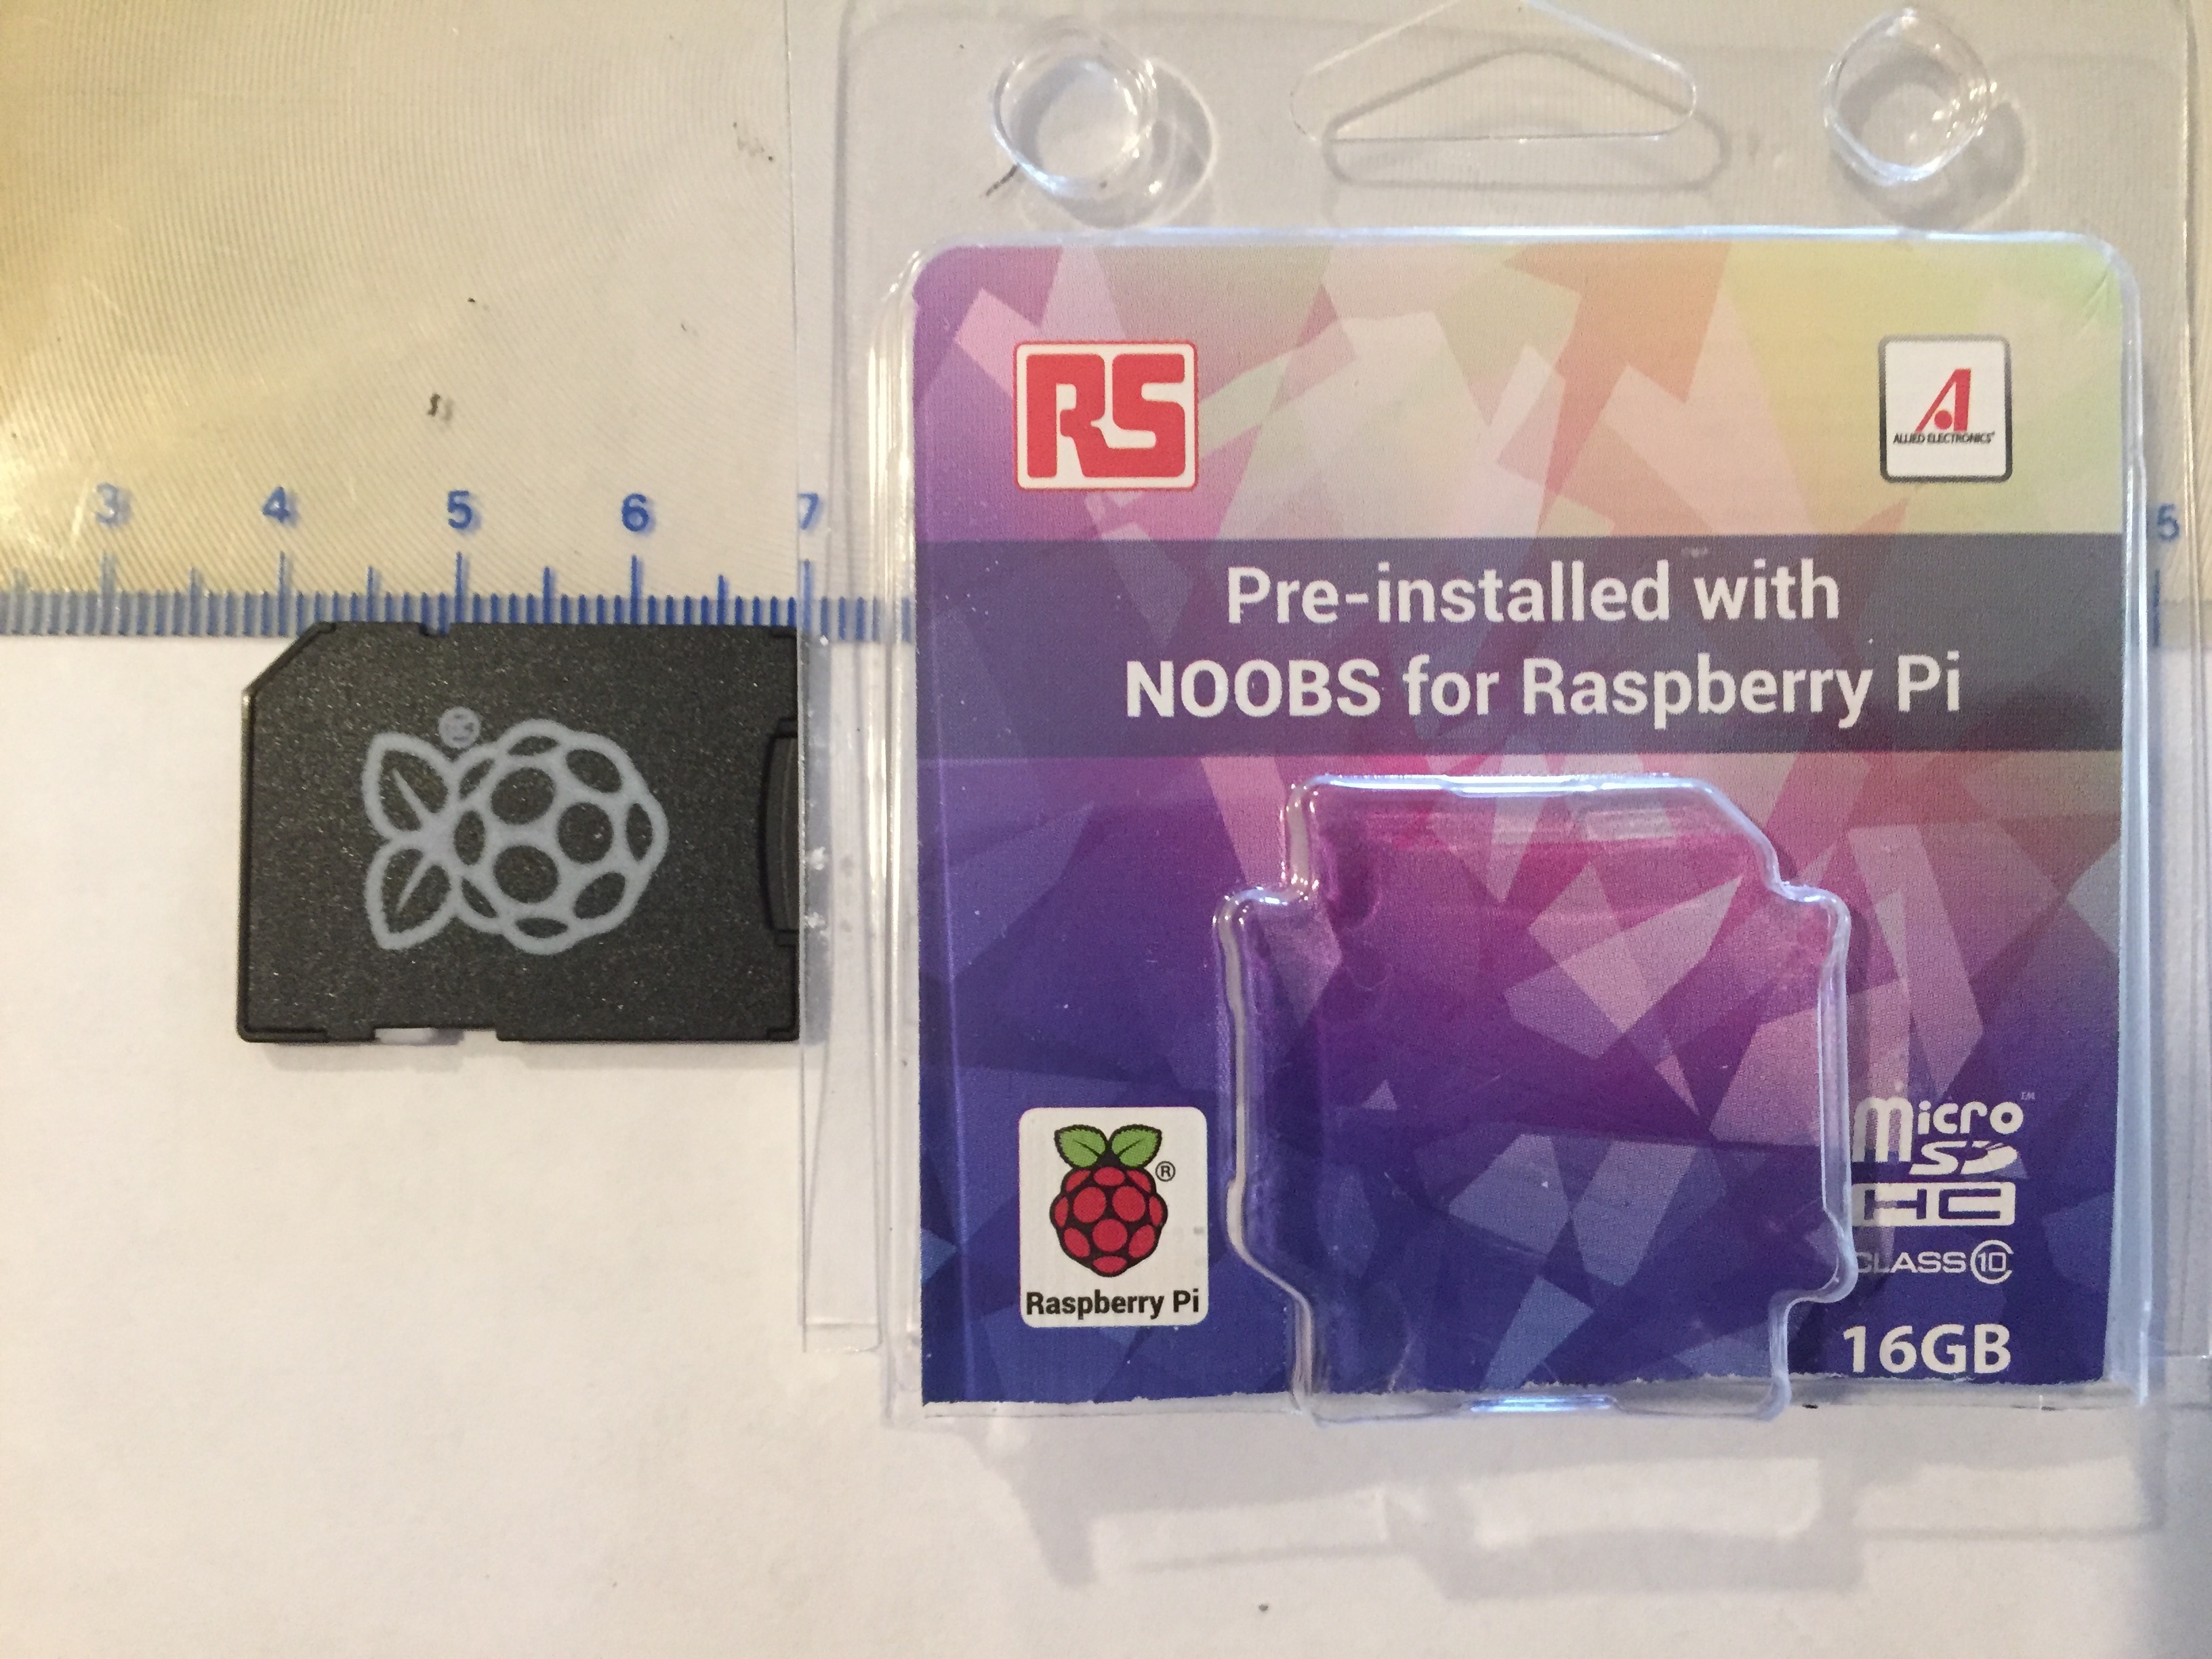 RS
A
ALLIED ELECTRONICS®
3 4 5 6 7
5
Pre-installed with
NOOBS for Raspberry Pi
®
Raspberry Pi
Micro™
SD
HC
CLASS 10
16GB